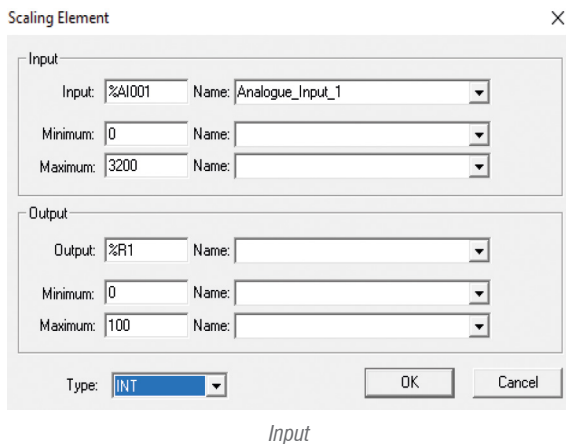 Scaling Element
Input
Input: %AI001 Name: Analogue_Input_1
Minimum: 0 Name:
Maximum: 3200 Name:
Output
Output: %R1 Name:
Minimum: 0 Name:
Maximum: 100 Name:
Type: INT OK Cancel
Input